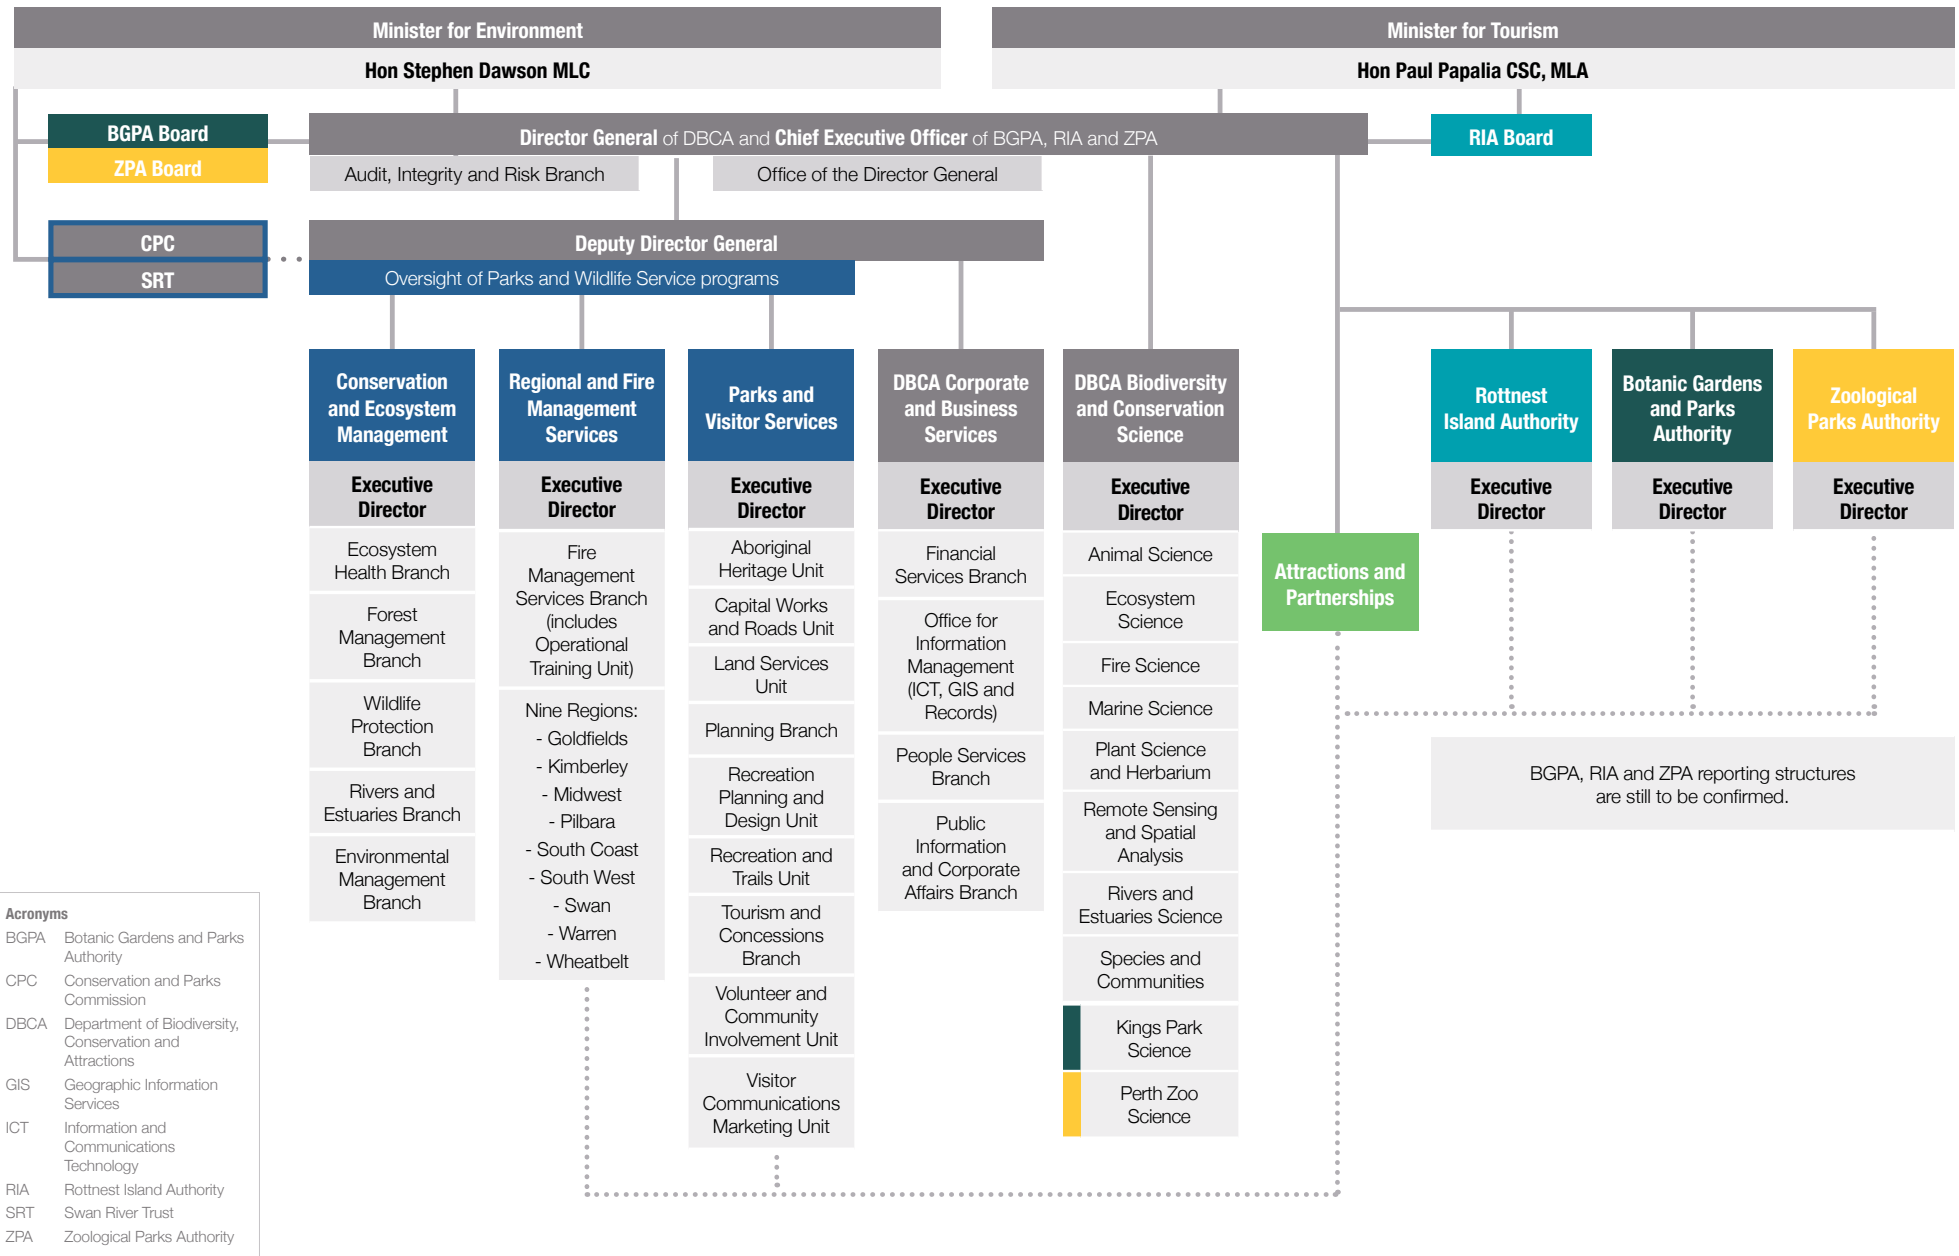 Minister for Environment
Hon Stephen Dawson MLC
Minister for Tourism
Hon Paul Papalia CSC, MLA
BGPA Board
ZPA Board
Director General of DBCA and Chief Executive Officer of BGPA, RIA and ZPA
RIA Board
Audit, Integrity and Risk Branch
Office of the Director General
CPC
SRT
Deputy Director General
Oversight of Parks and Wildlife Service programs
Conservation
and Ecosystem
Management
Executive
Director
Ecosystem
Health Branch
Forest
Management
Branch
Wildlife
Protection
Branch
Rivers and
Estuaries Branch
Environmental
Management
Branch
Regional and Fire
Management
Services
Executive
Director
Fire
Management
Services Branch
(includes
Operational
Training Unit)
Nine Regions:
- Goldfields
- Kimberley
- Midwest
- Pilbara
- South Coast
- South West
- Swan
- Warren
- Wheatbelt
Parks and
Visitor Services
Executive
Director
Aboriginal
Heritage Unit
Capital Works
and Roads Unit
Land Services
Unit
Planning Branch
Recreation
Planning and
Design Unit
Recreation and
Trails Unit
Tourism and
Concessions
Branch
Volunteer and
Community
Involvement Unit
Visitor
Communications
Marketing Unit
DBCA Corporate
and Business
Services
Executive
Director
Financial
Services Branch
Office for
Information
Management
(ICT, GIS and
Records)
People Services
Branch
Public
Information
and Corporate
Affairs Branch
DBCA Biodiversity
and Conservation
Science
Executive
Director
Animal Science
Ecosystem
Science
Fire Science
Marine Science
Plant Science
and Herbarium
Remote Sensing
and Spatial
Analysis
Rivers and
Estuaries Science
Species and
Communities
Kings Park
Science
Perth Zoo
Science
Attractions and
Partnerships
Rottnest
Island Authority
Executive
Director
Botanic Gardens
and Parks
Authority
Executive
Director
Zoological
Parks Authority
Executive
Director
BGPA, RIA and ZPA reporting structures
are still to be confirmed.
Acronyms
BGPA Botanic Gardens and Parks
Authority
CPC Conservation and Parks
Commission
DBCA Department of Biodiversity,
Conservation and
Attractions
GIS Geographic Information
Services
ICT Information and
Communications
Technology
RIA Rottnest Island Authority
SRT Swan River Trust
ZPA Zoological Parks Authority